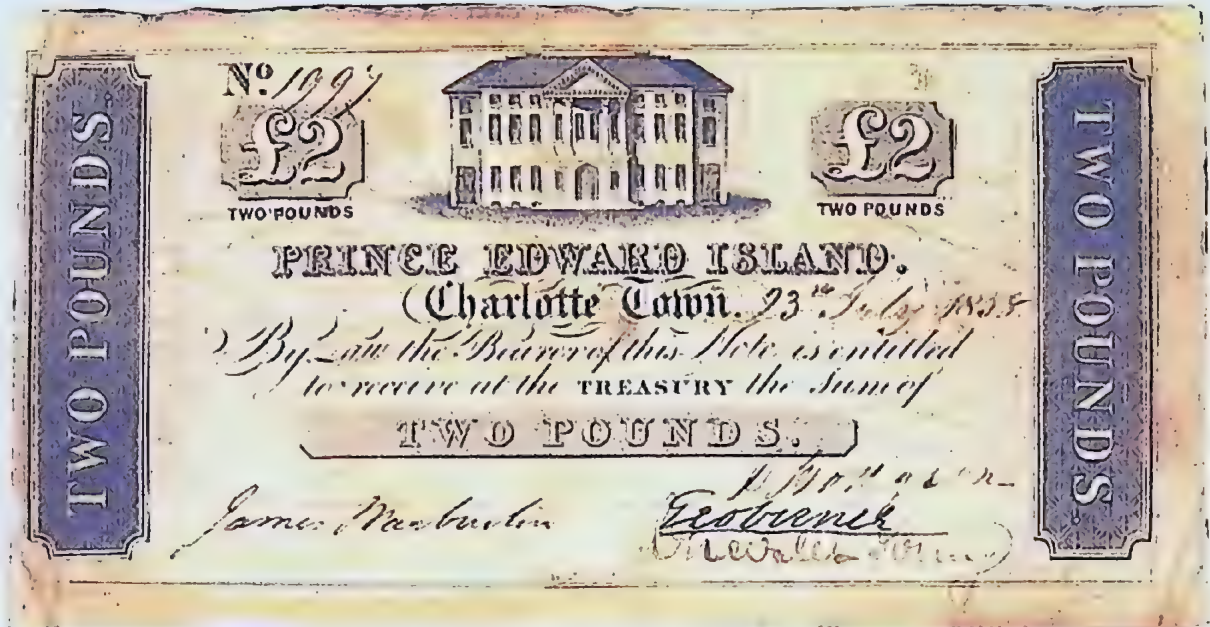 TWO POUNDS.
Nº
£2
TWO POUNDS
£2
TWO POUNDS
PRINCE EDWARD ISLAND.
(Charlotte Town. 23rd July 18
By Law the Bearer of this Note is entitled
to receive at the TREASURY the Sum of
TWO POUNDS.
James Warburton
TWO POUNDS.